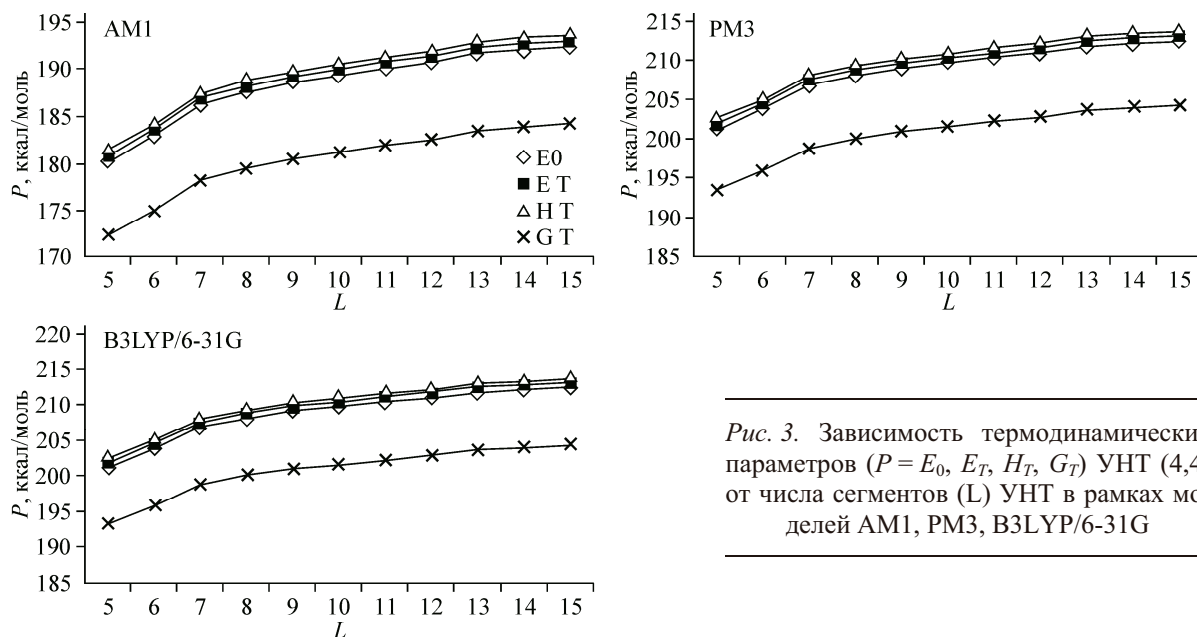 AM1
P, ккал/моль
195
190
185
180
175
170
5 6 7 8 9 10 11 12 13 14 15
L
E0
E T
H T
G T
PM3
P, ккал/моль
215
210
205
200
195
190
185
5 6 7 8 9 10 11 12 13 14 15
L
B3LYP/6-31G
P, ккал/моль
220
215
210
205
200
195
190
185
5 6 7 8 9 10 11 12 13 14 15
L
Рис. 3. Зависимость термодинамически
параметров (P = E0, ET, HT, GT) УНТ (4,4
от числа сегментов (L) УНТ в рамках мо
делей AM1, PM3, B3LYP/6-31G